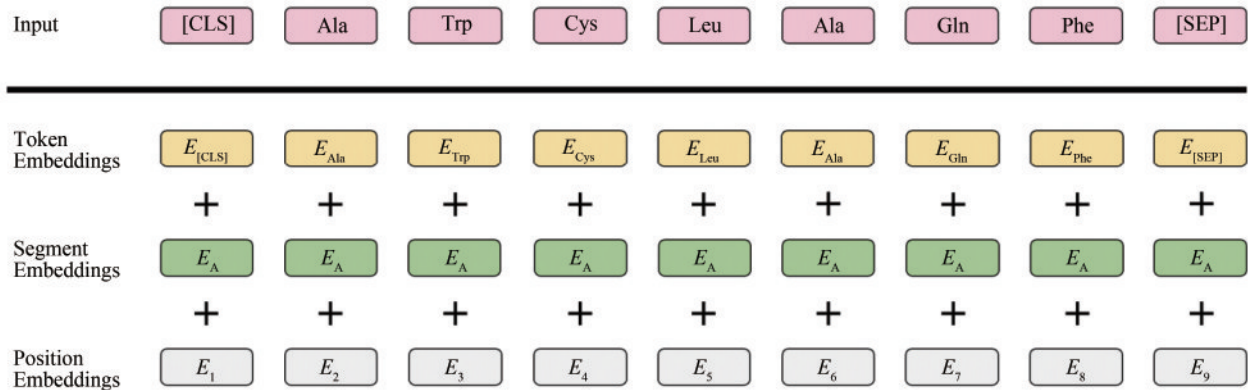 Input [CLS] Ala Trp Cys Leu Ala Gln Phe [SEP]
Token
Embeddings
E[CLS] EAla ETrp ECys ELeu EAla EGln EPhe E[SEP]
+ + + + + + + + +
Segment
Embeddings
EA EA EA EA EA EA EA EA EA
+ + + + + + + + +
Position
Embeddings
E1 E2 E3 E4 E5 E6 E7 E8 E9